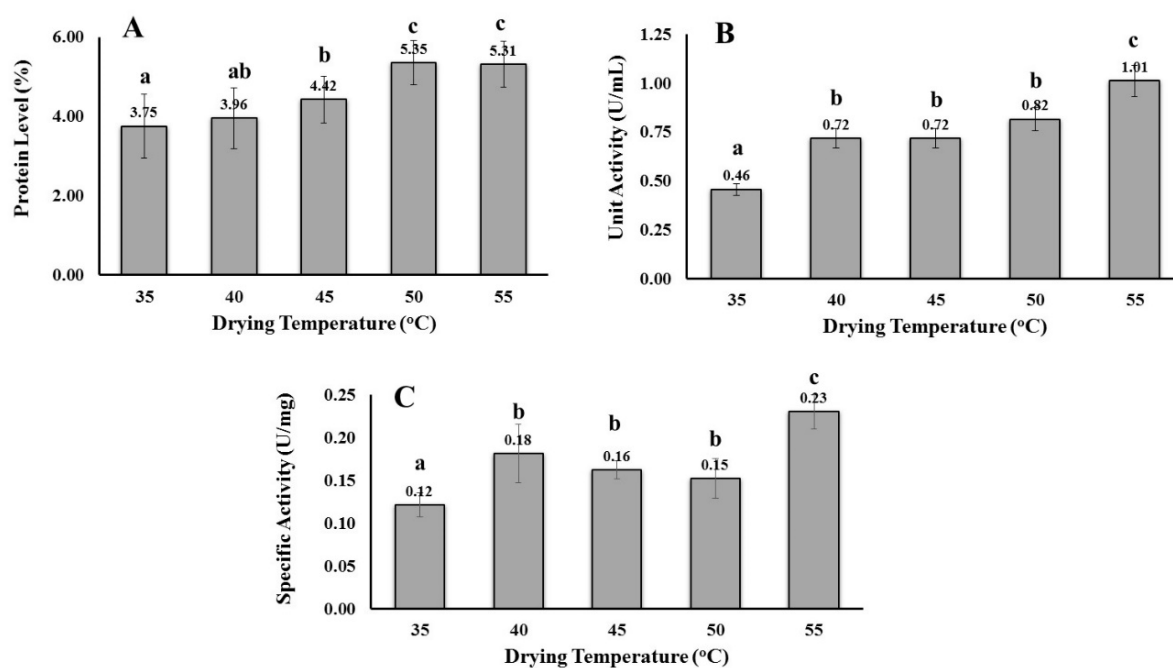 A
Protein Level (%)
6.00
4.00
2.00
0.00
a
ab
b
c
c
3.75
3.96
4.42
5.35
5.31
35 40 45 50 55
Drying Temperature (°C)
B
Unit Activity (U/mL)
1.25
1.00
0.75
0.50
0.25
0.00
a
b
b
b
c
0.46
0.72
0.72
0.82
1.01
35 40 45 50 55
Drying Temperature (°C)
C
Specific Activity (U/mg)
0.25
0.20
0.15
0.10
0.05
0.00
a
b
b
b
c
0.12
0.18
0.16
0.15
0.23
35 40 45 50 55
Drying Temperature (°C)